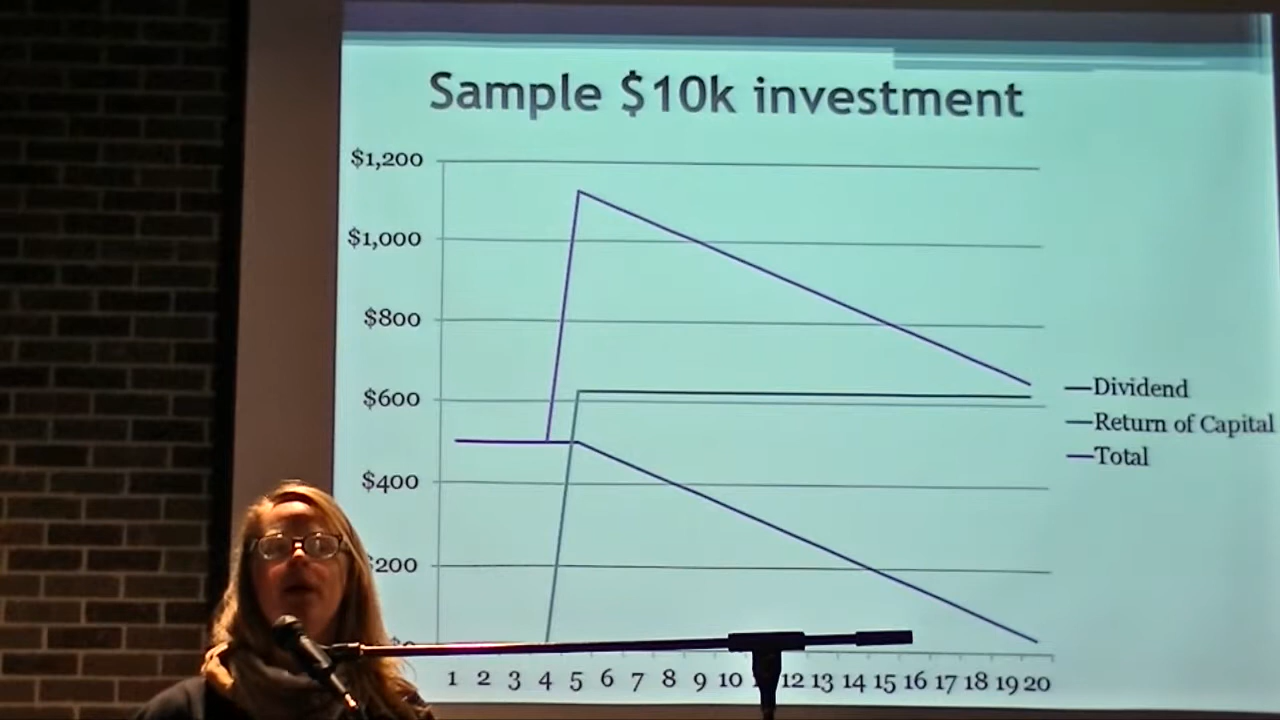 Sample $10k investment
$1,200
$1,000
$800
$600
$400
$200
$0
1 2 3 4 5 6 7 8 9 10 12 13 14 15 16 17 18 19 20
Dividend
Return of Capital
Total